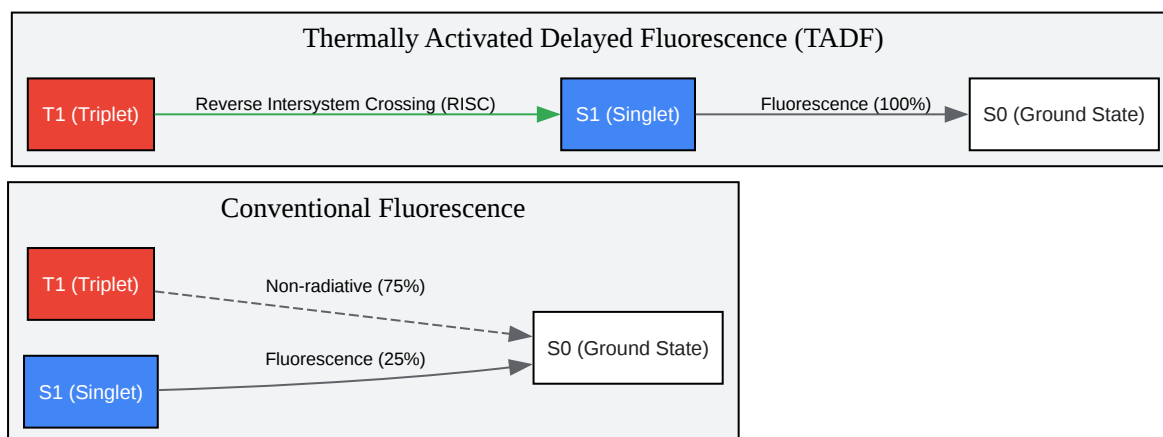 Thermally Activated Delayed Fluorescence (TADF)
T1 (Triplet)
Reverse Intersystem Crossing (RISC)
S1 (Singlet)
Fluorescence (100%)
S0 (Ground State)
Conventional Fluorescence
T1 (Triplet)
Non-radiative (75%)
S0 (Ground State)
Fluorescence (25%)
S1 (Singlet)